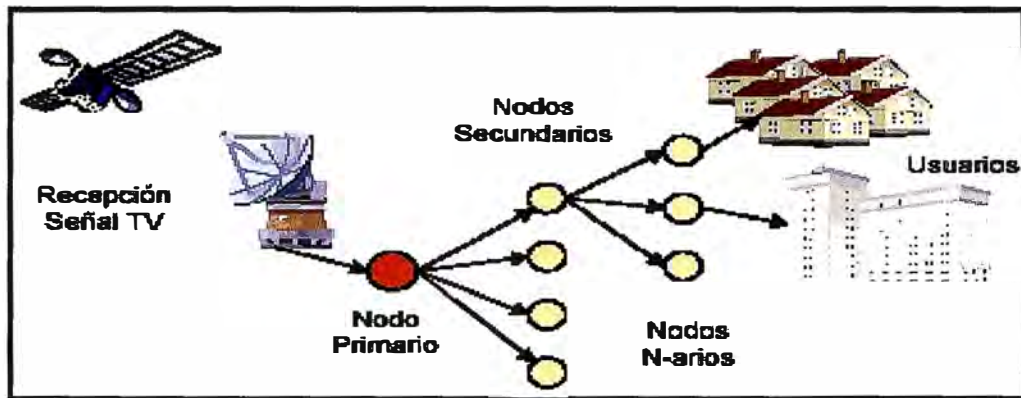 Recepción
Señal TV
Nodo
Primario
Nodos
Secundarios
Nodos
N-arios
Usuarios